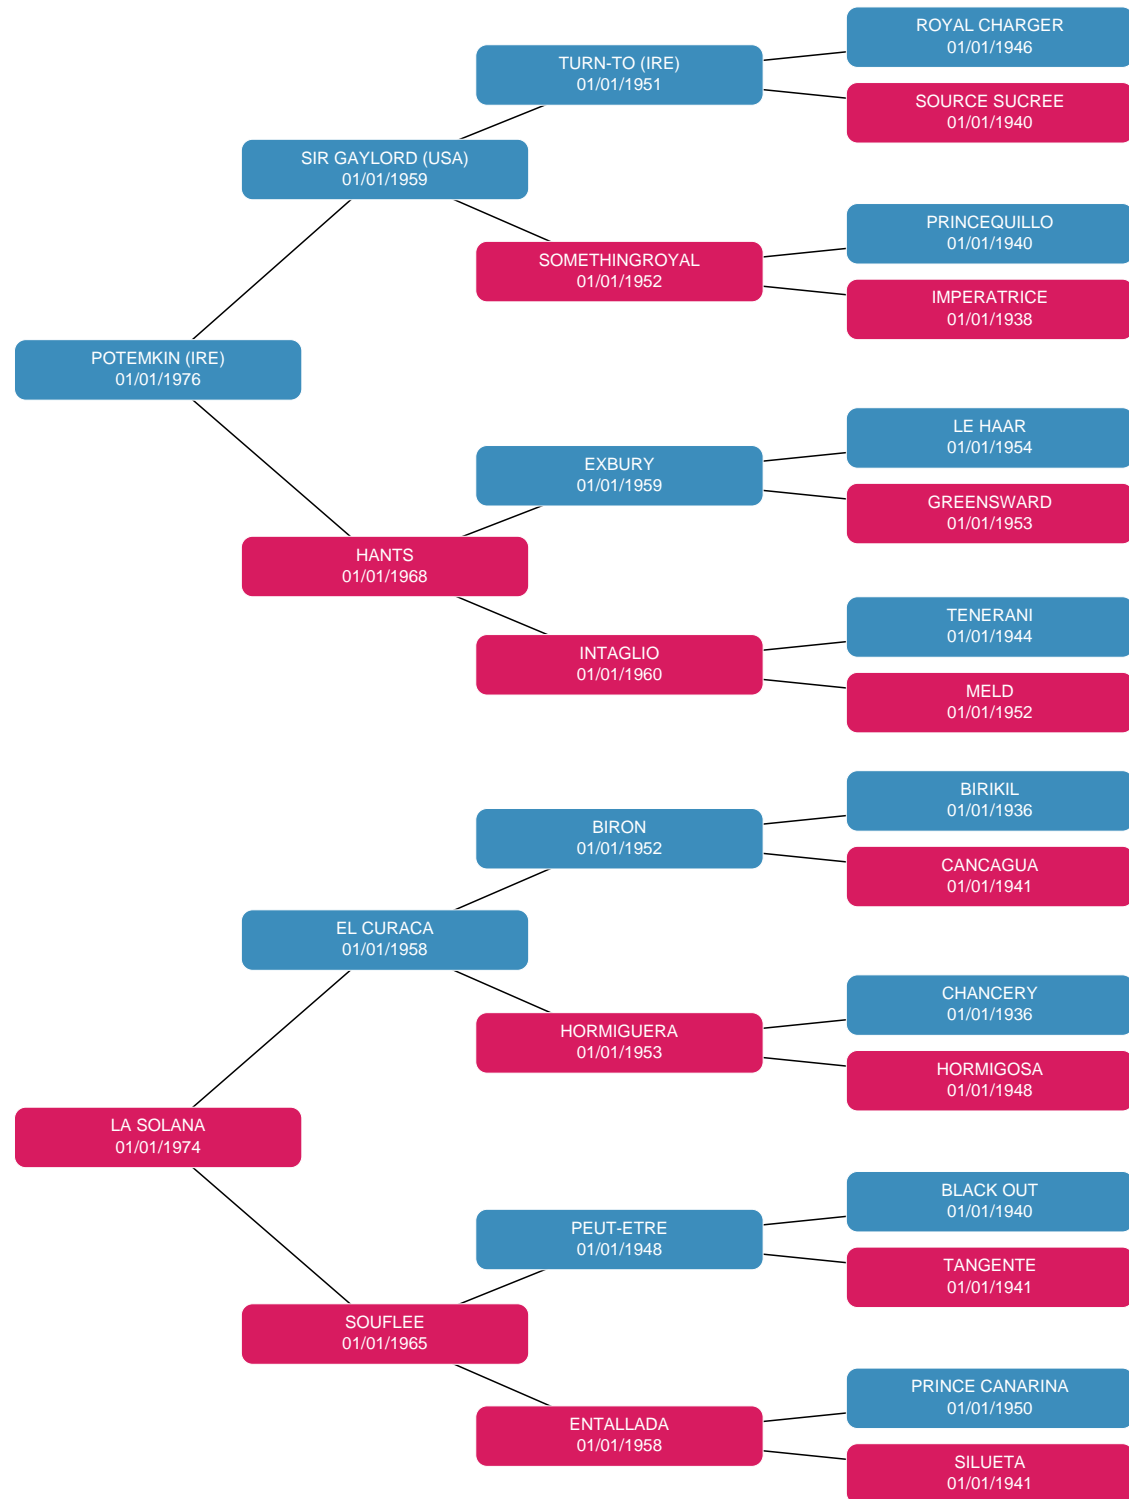 ROYAL CHARGER
01/01/1946
TURN-TO (IRE)
01/01/1951
SOURCE SUCREE
01/01/1940
SIR GAYLORD (USA)
01/01/1959
PRINCEQUILLO
01/01/1940
SOMETHINGROYAL
01/01/1952
IMPERATRICE
01/01/1938
POTEMKIN (IRE)
01/01/1976
LE HAAR
01/01/1954
EXBURY
01/01/1959
GREENSWARD
01/01/1953
HANTS
01/01/1968
TENERANI
01/01/1944
INTAGLIO
01/01/1960
MELD
01/01/1952
BIRIKIL
01/01/1936
BIRON
01/01/1952
CANCAGUA
01/01/1941
EL CURACA
01/01/1958
CHANCERY
01/01/1936
HORMIGUERA
01/01/1953
HORMIGOSA
01/01/1948
LA SOLANA
01/01/1974
BLACK OUT
01/01/1940
PEUT-ETRE
01/01/1948
TANGENTE
01/01/1941
SOUFLEE
01/01/1965
PRINCE CANARINA
01/01/1950
ENTALLADA
01/01/1958
SILUETA
01/01/1941